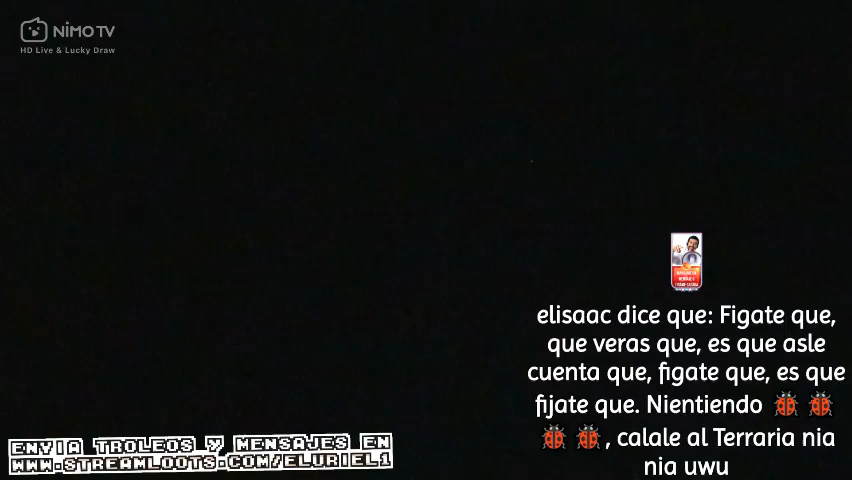 NiMO TV
HD Live & Lucky Draw
elisaac dice que: Figate que,
que veras que, es que asle
cuenta que, figate que, es que
fijate que. Nientiendo 🐞 🐞
🐞 🐞, calale al Terraria nia
nia uwu
ENVIA TROLEOS Y MENSAJES EN
WWW.STREAMLOOTS.COM/ELURIEL1